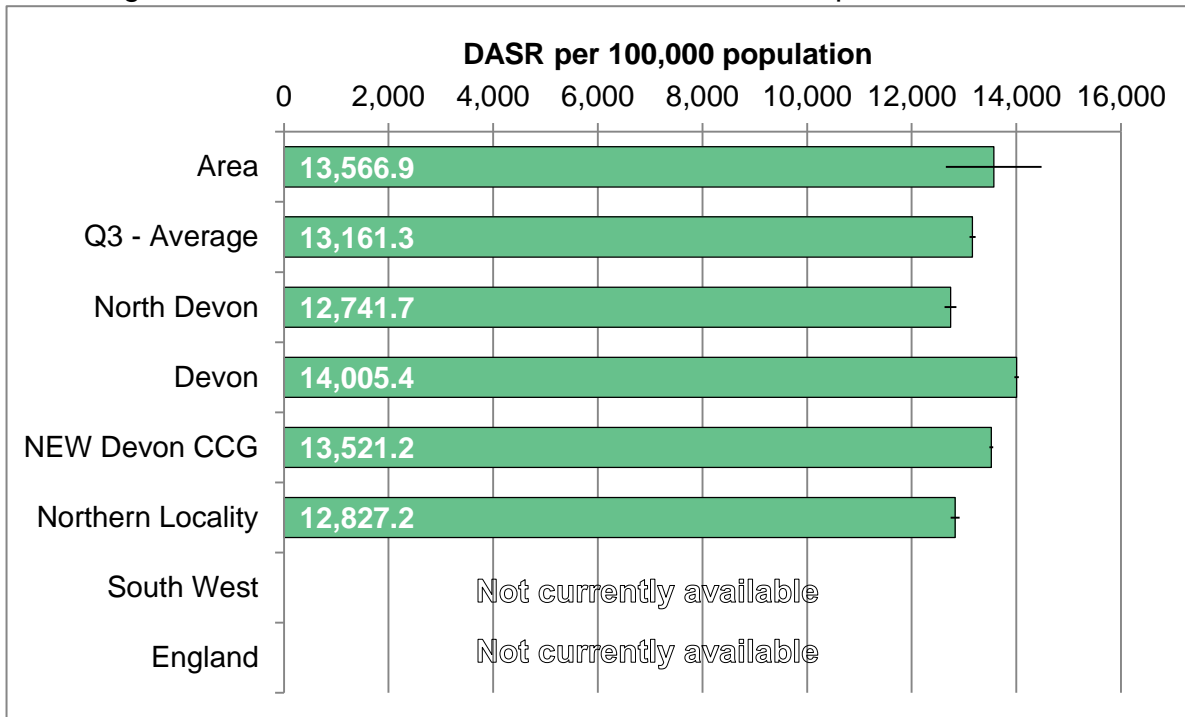 DASR per 100,000 population
0 2,000 4,000 6,000 8,000 10,000 12,000 14,000 16,000
Area 13,566.9
Q3 - Average 13,161.3
North Devon 12,741.7
Devon 14,005.4
NEW Devon CCG 13,521.2
Northern Locality 12,827.2
South West Not currently available
England Not currently available